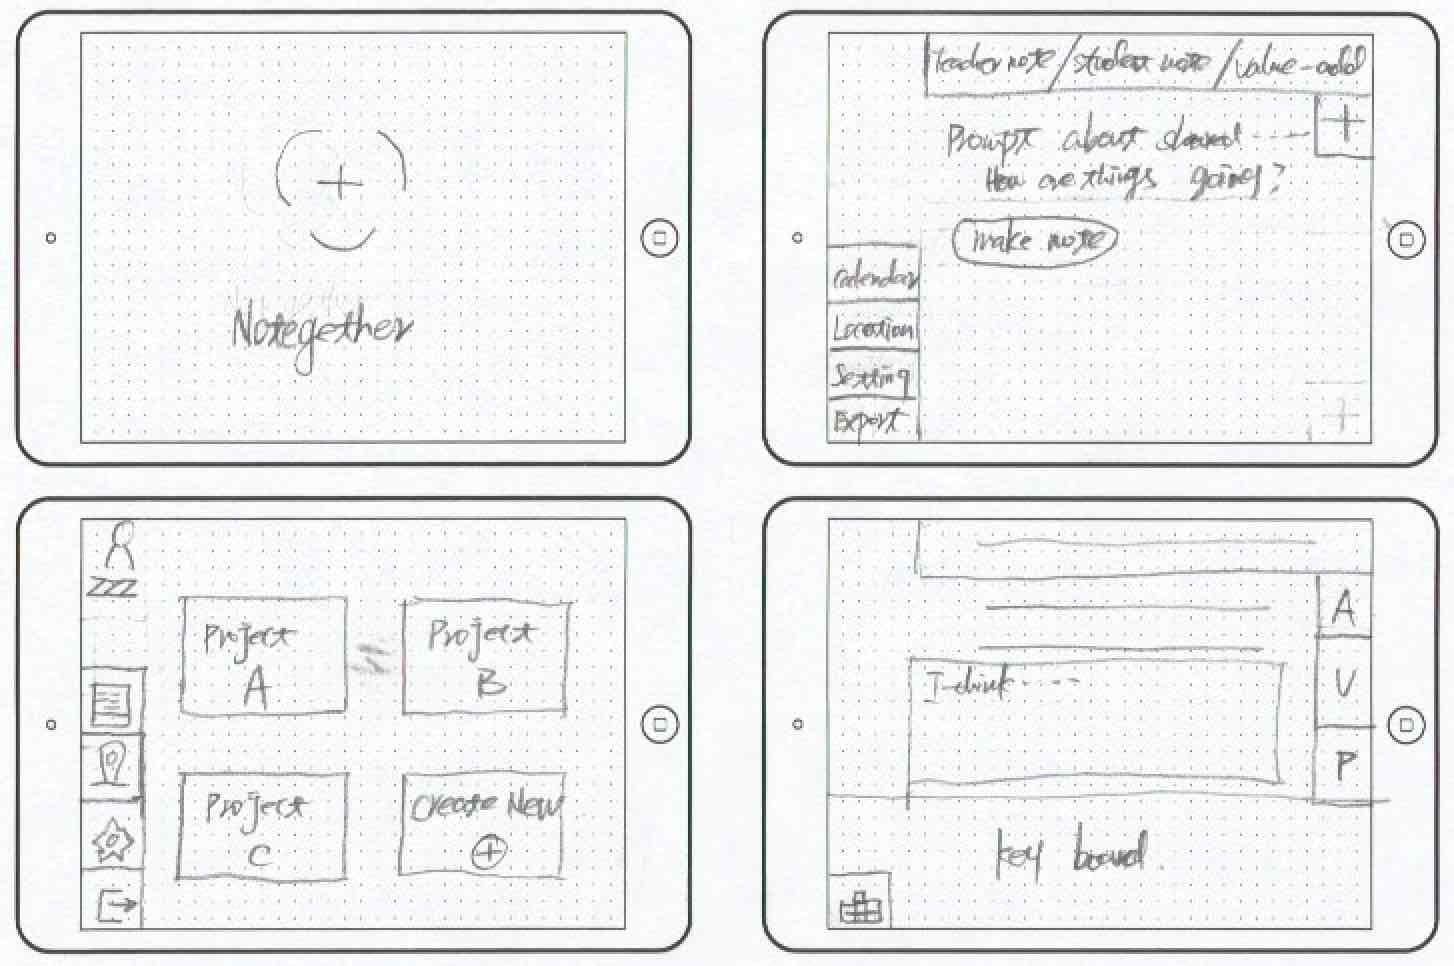 Notegether
Teacher note / student note / value-add
+
Prompt about shared ----
How are things going?
make note
Calendar
Location
Setting
Export
zzz
Project
A
Project
B
Project
C
Create New
+
A
V
P
I think ----
key board